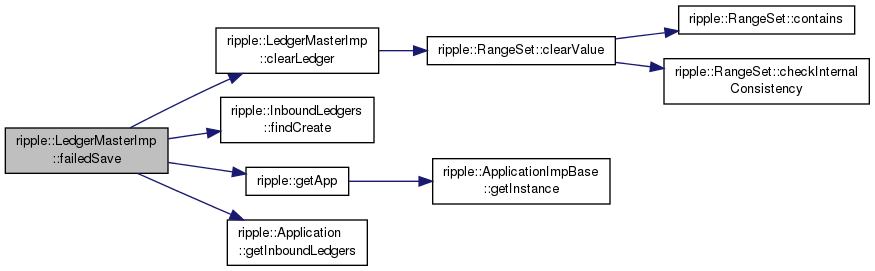 ripple::LedgerMasterImp
::failedSave
ripple::LedgerMasterImp
::clearLedger
ripple::RangeSet::clearValue
ripple::RangeSet::contains
ripple::RangeSet::checkInternal
Consistency
ripple::InboundLedgers
::findCreate
ripple::getApp
ripple::ApplicationImpBase
::getInstance
ripple::Application
::getInboundLedgers